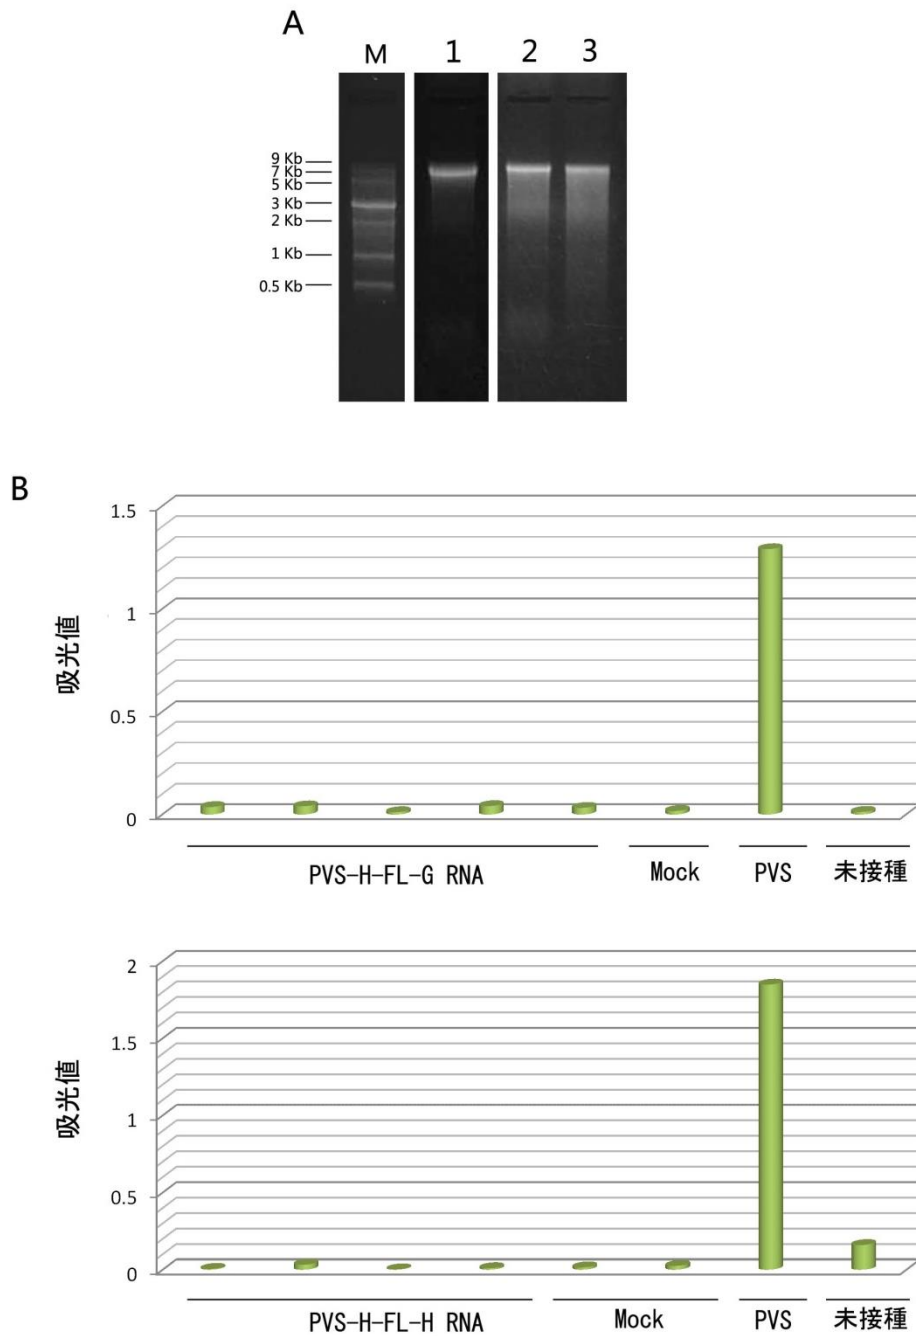 A
M 1 2 3
9 Kb
7 Kb
5 Kb
3 Kb
2 Kb
1 Kb
0.5 Kb
B
1.5
1
0.5
0
吸光値
PVS-H-FL-G RNA Mock PVS 未接種
2
1.5
1
0.5
0
吸光値
PVS-H-FL-H RNA Mock PVS 未接種